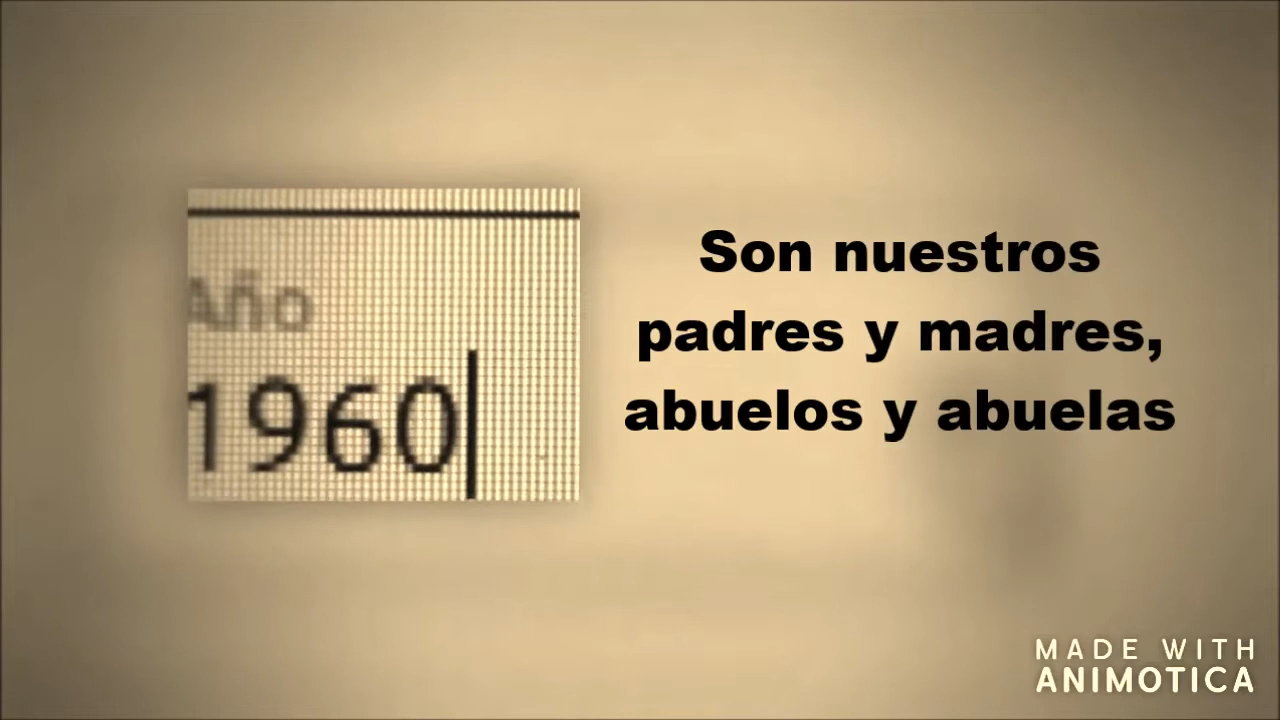 Año
1960
Son nuestros
padres y madres,
abuelos y abuelas
MADE WITH
ANIMOTICA